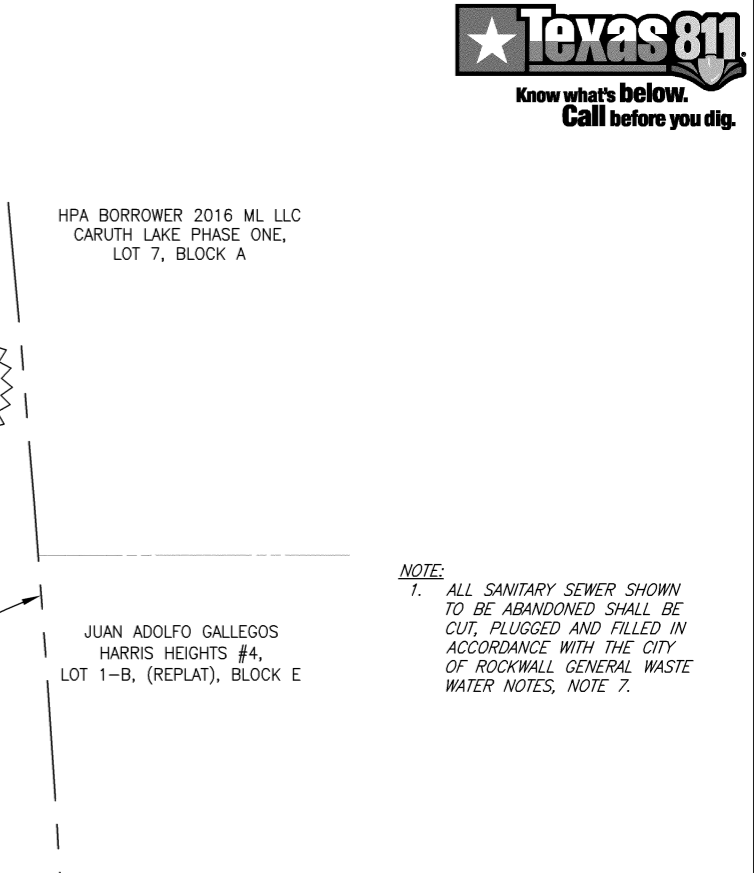 Texas 811
Know what's below.
Call before you dig.
HPA BORROWER 2016 ML LLC
CARUTH LAKE PHASE ONE,
LOT 7, BLOCK A
NOTE:
1. ALL SANITARY SEWER SHOWN
TO BE ABANDONED SHALL BE
CUT, PLUGGED AND FILLED IN
ACCORDANCE WITH THE CITY
OF ROCKWALL GENERAL WASTE
WATER NOTES, NOTE 7.
JUAN ADOLFO GALLEGOS
HARRIS HEIGHTS #4,
LOT 1-B, (REPLAT), BLOCK E